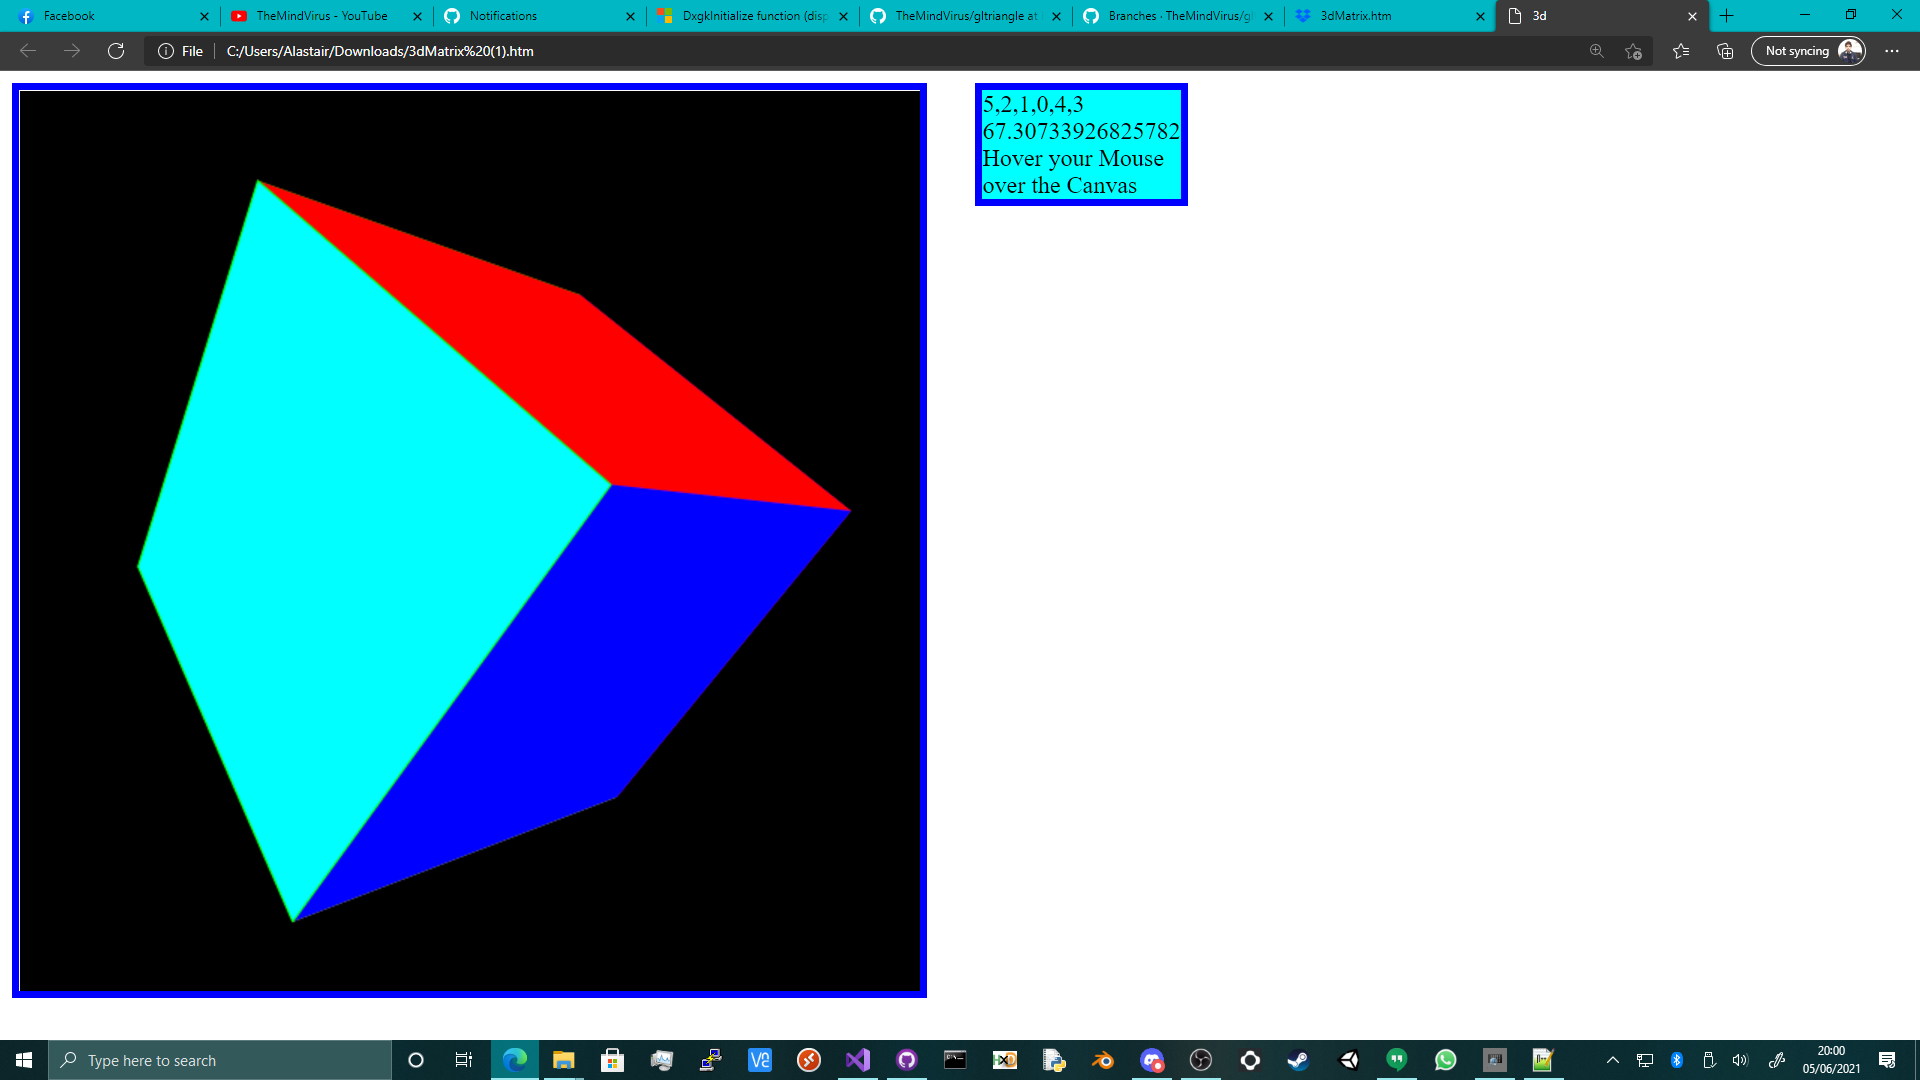 Facebook
TheMindVirus - YouTube
Notifications
DxgkInitialize function (disp
TheMindVirus/gltriangle at
Branches · TheMindVirus/gl
3dMatrix.htm
3d
File
C:/Users/Alastair/Downloads/3dMatrix%20(1).htm
Not syncing
5,2,1,0,4,3
67.30733926825782
Hover your Mouse
over the Canvas
Type here to search
20:00
05/06/2021